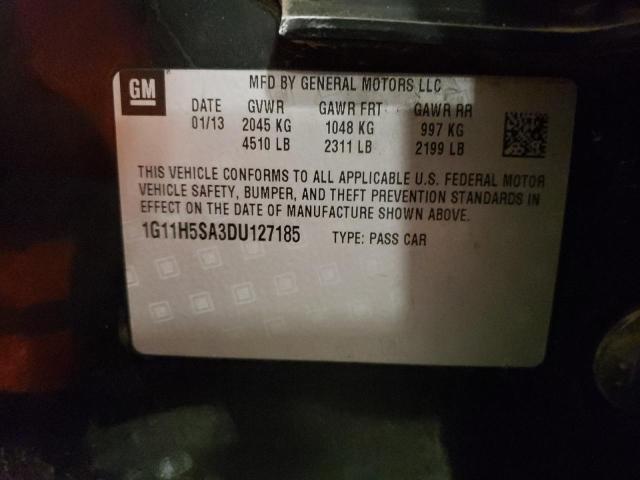 GM
MFD BY GENERAL MOTORS LLC
DATE GVWR GAWR FRT GAWR RR
01/13 2045 KG 1048 KG 997 KG
4510 LB 2311 LB 2199 LB
THIS VEHICLE CONFORMS TO ALL APPLICABLE U.S. FEDERAL MOTOR
VEHICLE SAFETY, BUMPER, AND THEFT PREVENTION STANDARDS IN
EFFECT ON THE DATE OF MANUFACTURE SHOWN ABOVE.
1G11H5SA3DU127185 TYPE: PASS CAR